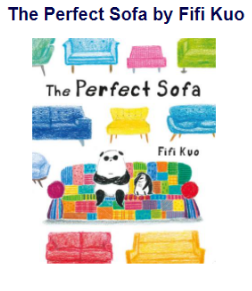 The Perfect Sofa by Fifi Kuo
The Perfect Sofa
Fifi Kuo